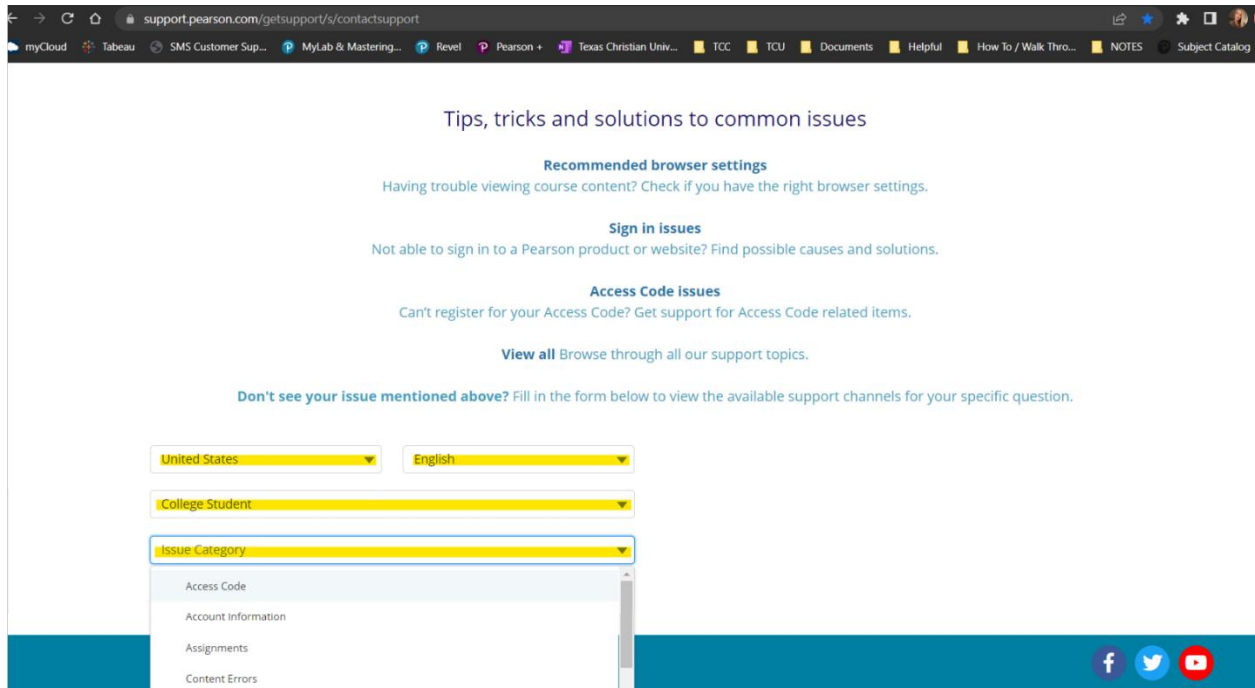 support.pearson.com/getsupport/s/contactsupport
myCloud Tabeau SMS Customer Sup... MyLab & Mastering... Revel Pearson + Texas Christian Univ... TCC TCU Documents Helpful How To / Walk Thro... NOTES Subject Catalog
Tips, tricks and solutions to common issues
Recommended browser settings
Having trouble viewing course content? Check if you have the right browser settings.
Sign in issues
Not able to sign in to a Pearson product or website? Find possible causes and solutions.
Access Code issues
Can't register for your Access Code? Get support for Access Code related items.
View all Browse through all our support topics.
Don't see your issue mentioned above? Fill in the form below to view the available support channels for your specific question.
United States English
College Student
Issue Category
Access Code
Account Information
Assignments
Content Errors